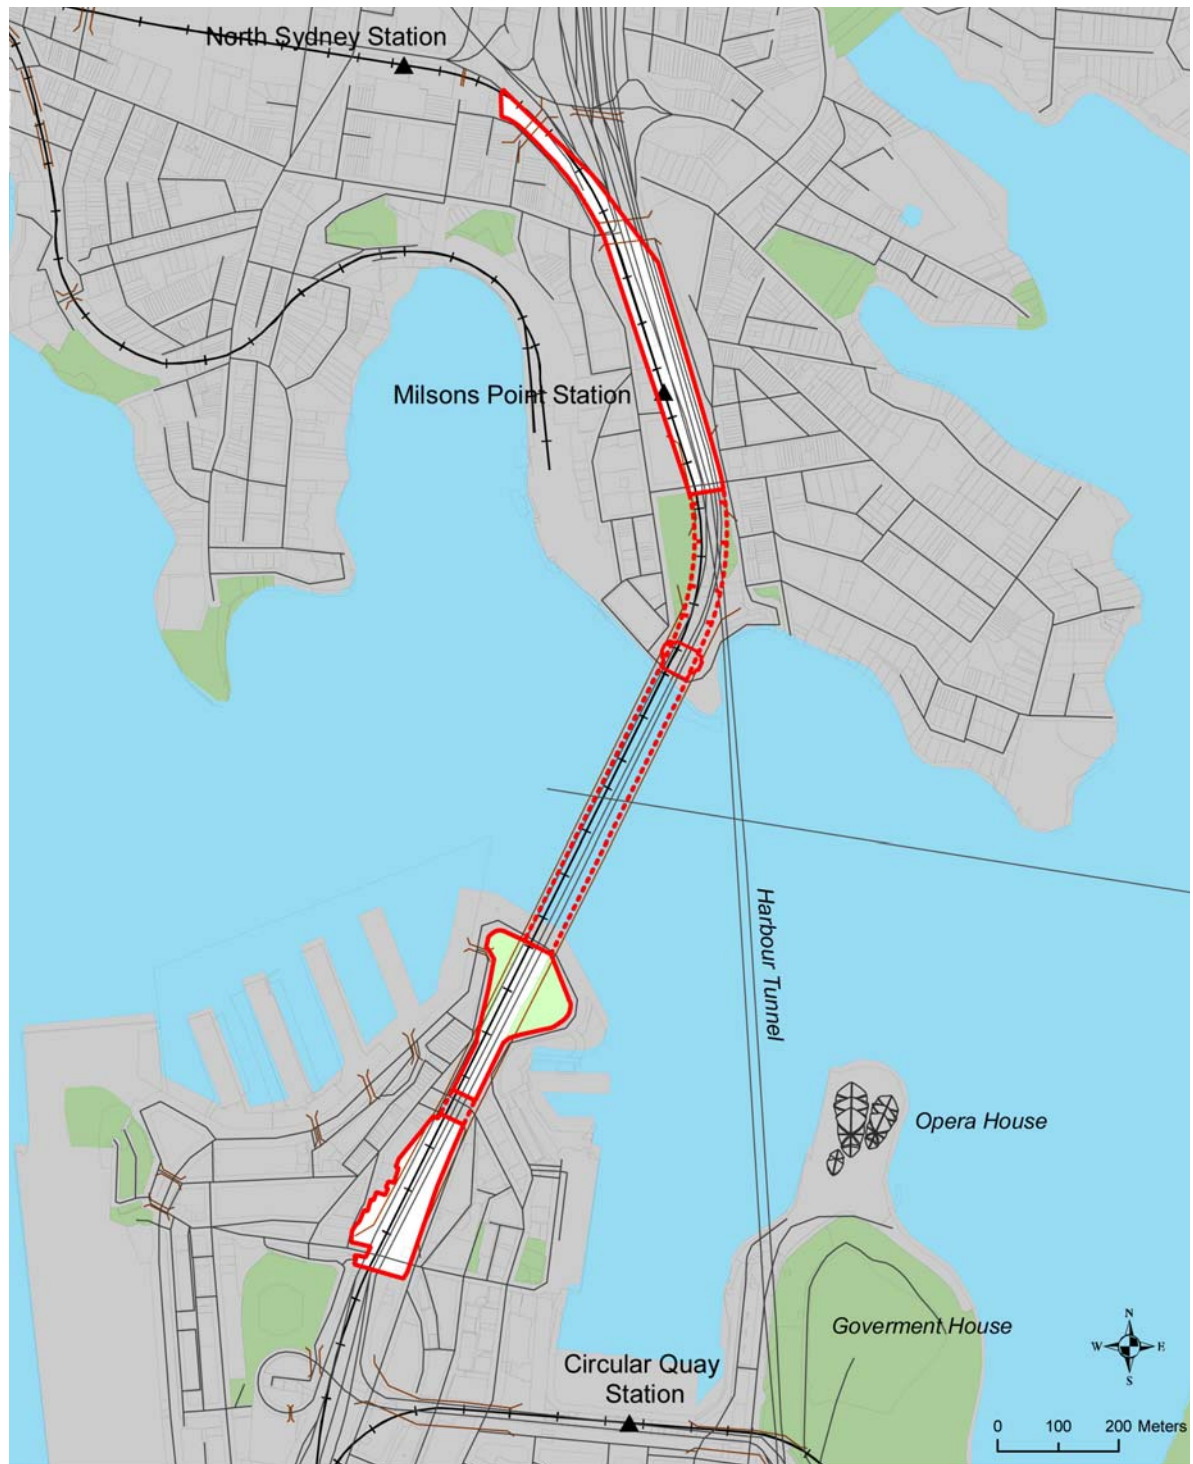 North Sydney Station
Milsons Point Station
Harbour Tunnel
Opera House
Goverment House
N
W E
S
Circular Quay
Station
0 100 200 Meters